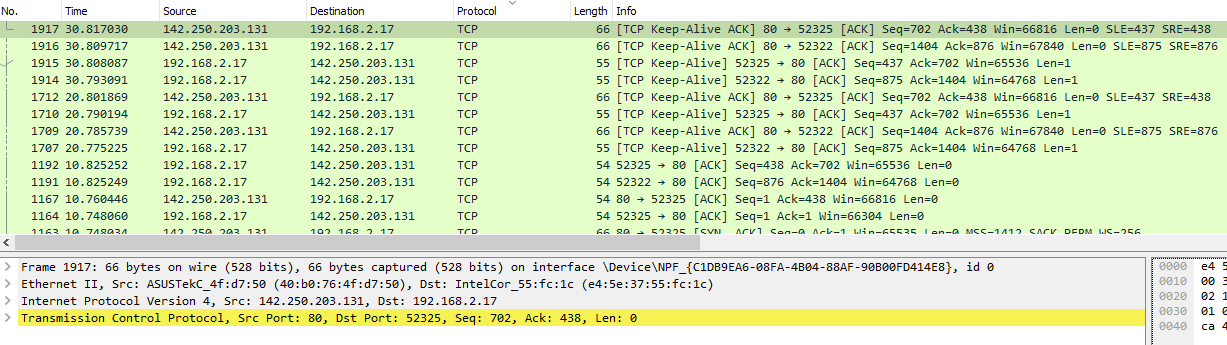 No. Time Source Destination Protocol Length Info
1917 30.817030 142.250.203.131 192.168.2.17 TCP 66 [TCP Keep-Alive ACK] 80 → 52325 [ACK] Seq=702 Ack=438 Win=66816 Len=0 SLE=437 SRE=438
1916 30.809717 142.250.203.131 192.168.2.17 TCP 66 [TCP Keep-Alive ACK] 80 → 52322 [ACK] Seq=1404 Ack=876 Win=67840 Len=0 SLE=875 SRE=876
1915 30.808087 192.168.2.17 142.250.203.131 TCP 55 [TCP Keep-Alive] 52325 → 80 [ACK] Seq=437 Ack=702 Win=65536 Len=1
1914 30.793091 192.168.2.17 142.250.203.131 TCP 55 [TCP Keep-Alive] 52322 → 80 [ACK] Seq=875 Ack=1404 Win=64768 Len=1
1712 20.801869 142.250.203.131 192.168.2.17 TCP 66 [TCP Keep-Alive ACK] 80 → 52325 [ACK] Seq=702 Ack=438 Win=66816 Len=0 SLE=437 SRE=438
1710 20.790194 192.168.2.17 142.250.203.131 TCP 55 [TCP Keep-Alive] 52325 → 80 [ACK] Seq=437 Ack=702 Win=65536 Len=1
1709 20.785739 142.250.203.131 192.168.2.17 TCP 66 [TCP Keep-Alive ACK] 80 → 52322 [ACK] Seq=1404 Ack=876 Win=67840 Len=0 SLE=875 SRE=876
1707 20.775225 192.168.2.17 142.250.203.131 TCP 55 [TCP Keep-Alive] 52322 → 80 [ACK] Seq=875 Ack=1404 Win=64768 Len=1
1192 10.825252 192.168.2.17 142.250.203.131 TCP 54 52325 → 80 [ACK] Seq=438 Ack=702 Win=65536 Len=0
1191 10.825249 192.168.2.17 142.250.203.131 TCP 54 52322 → 80 [ACK] Seq=876 Ack=1404 Win=64768 Len=0
1167 10.760446 142.250.203.131 192.168.2.17 TCP 54 80 → 52325 [ACK] Seq=1 Ack=438 Win=66816 Len=0
1164 10.748060 192.168.2.17 142.250.203.131 TCP 54 52325 → 80 [ACK] Seq=1 Ack=1 Win=66304 Len=0
1163 10.748034 142.250.203.131 192.168.2.17 TCP 66 80 → 52325 [SYN, ACK] Seq=0 Ack=1 Win=65535 Len=0 MSS=1412 SACK_PERM WS=256
Frame 1917: 66 bytes on wire (528 bits), 66 bytes captured (528 bits) on interface \Device\NPF_{C1DB9EA6-08FA-4B04-88AF-90B00FD414E8}, id 0
Ethernet II, Src: ASUSTekC_4f:d7:50 (40:b0:76:4f:d7:50), Dst: IntelCor_55:fc:1c (e4:5e:37:55:fc:1c)
Internet Protocol Version 4, Src: 142.250.203.131, Dst: 192.168.2.17
Transmission Control Protocol, Src Port: 80, Dst Port: 52325, Seq: 702, Ack: 438, Len: 0
0000 e4 5
0010 00 3
0020 02 1
0030 01 0
0040 ca 4